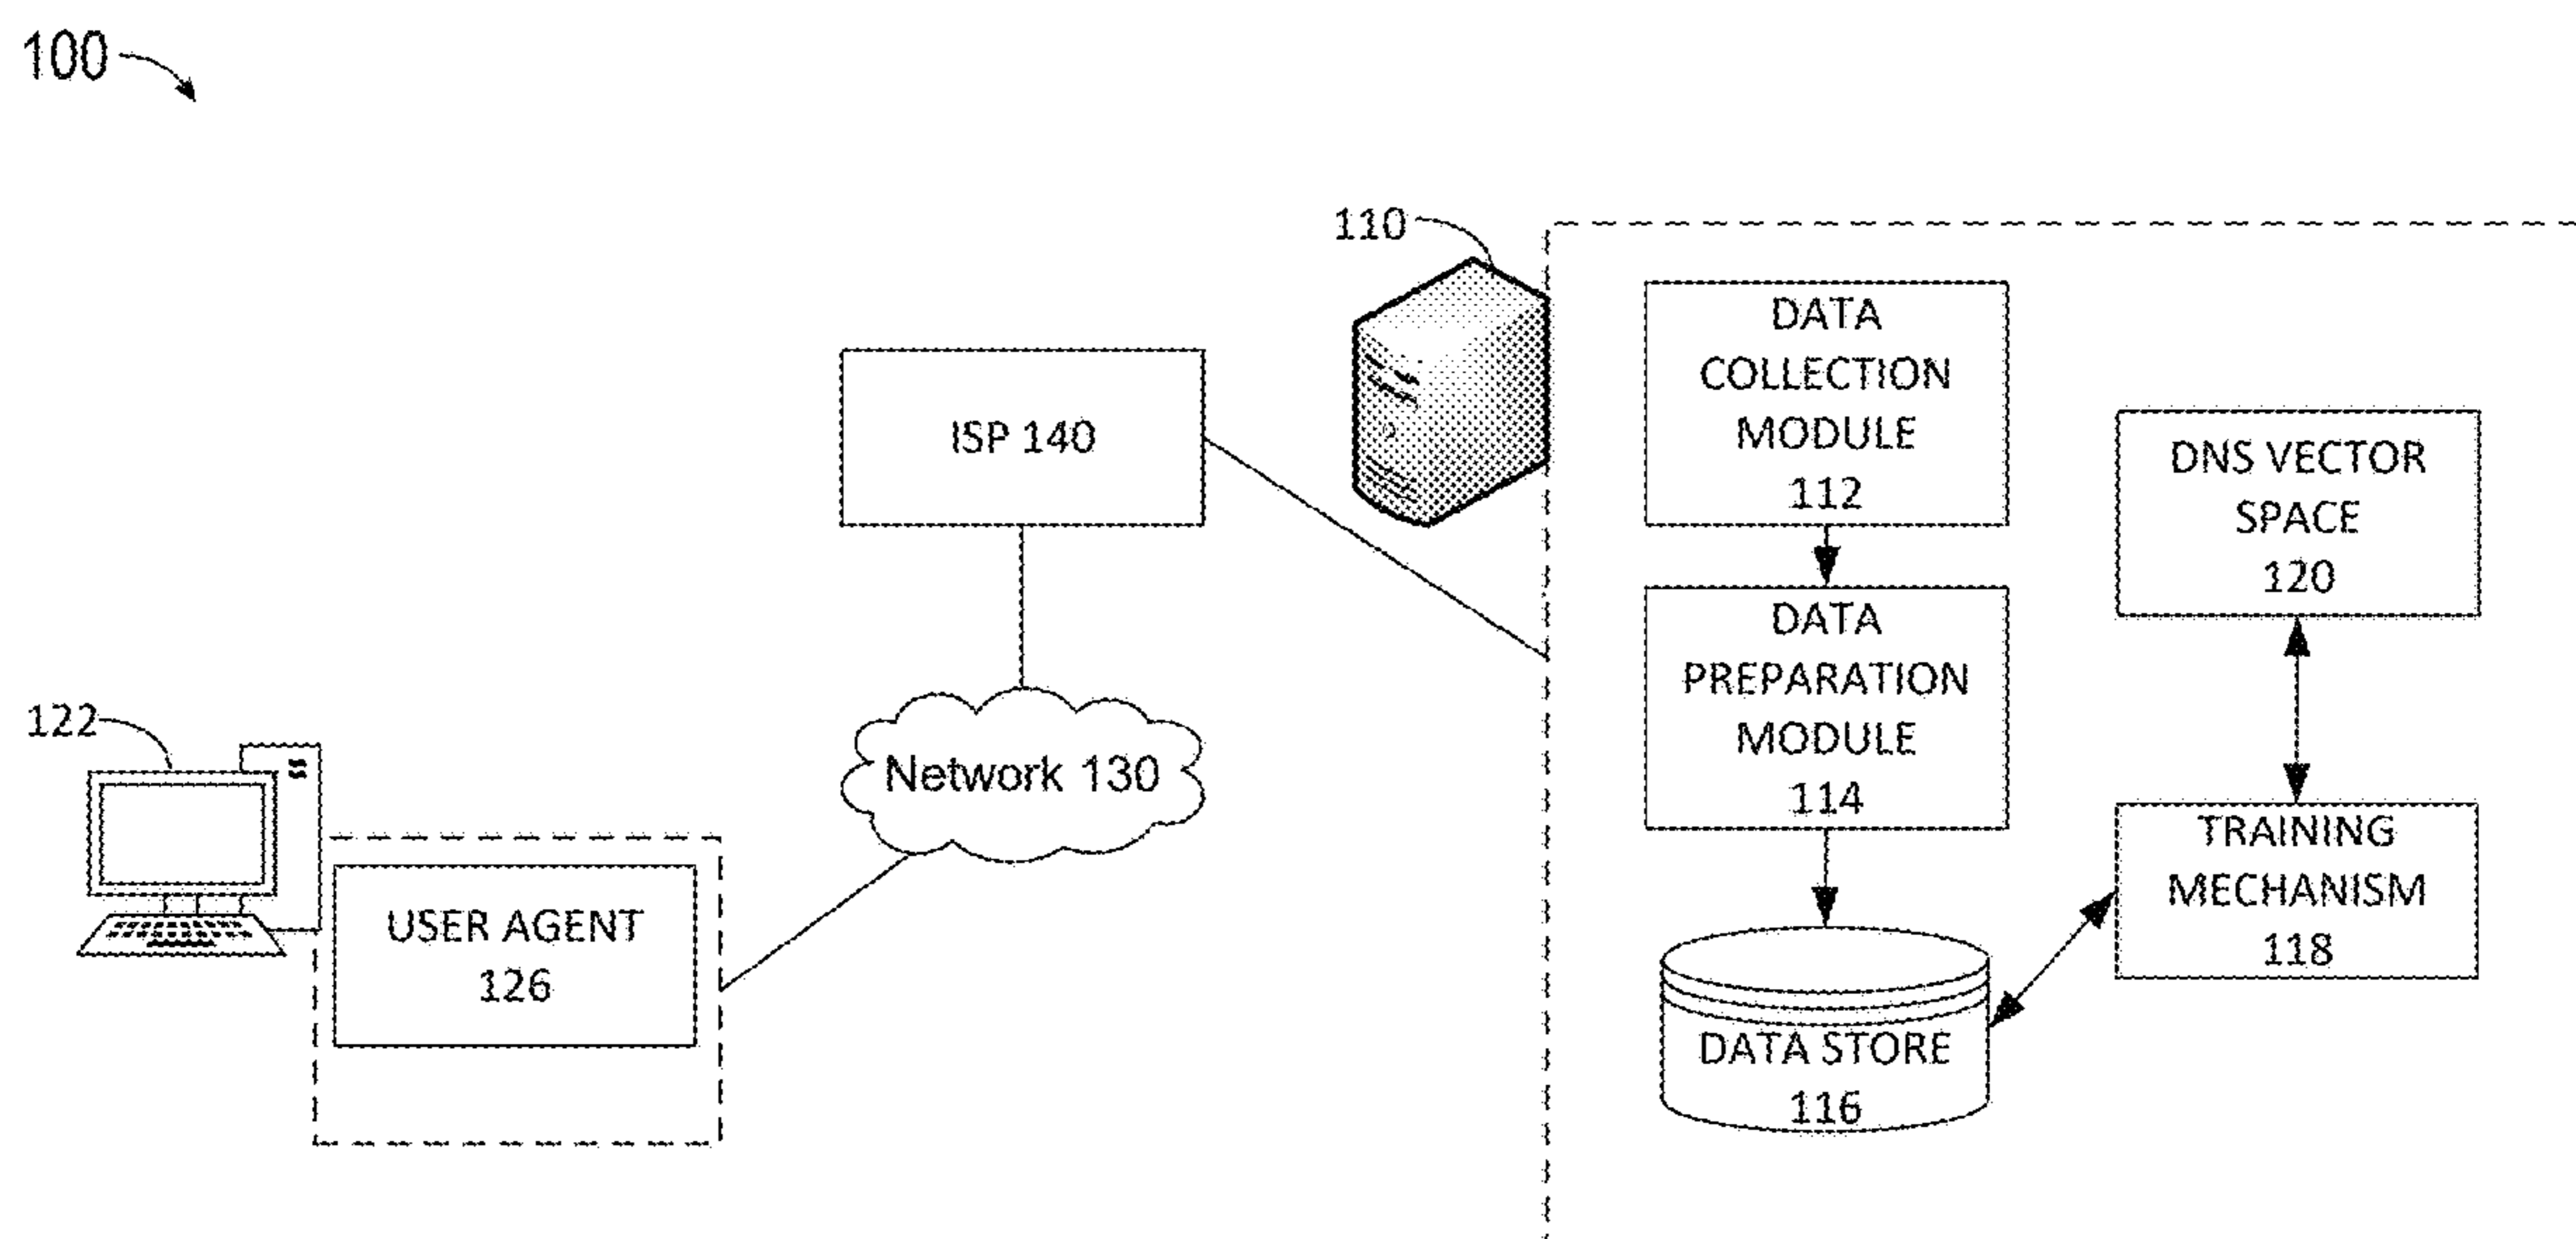 100
110
DATA
COLLECTION
MODULE
112
ISP 140
DNS VECTOR
SPACE
120
DATA
PREPARATION
MODULE
114
122
Network 130
TRAINING
MECHANISM
118
USER AGENT
126
DATA STORE
116